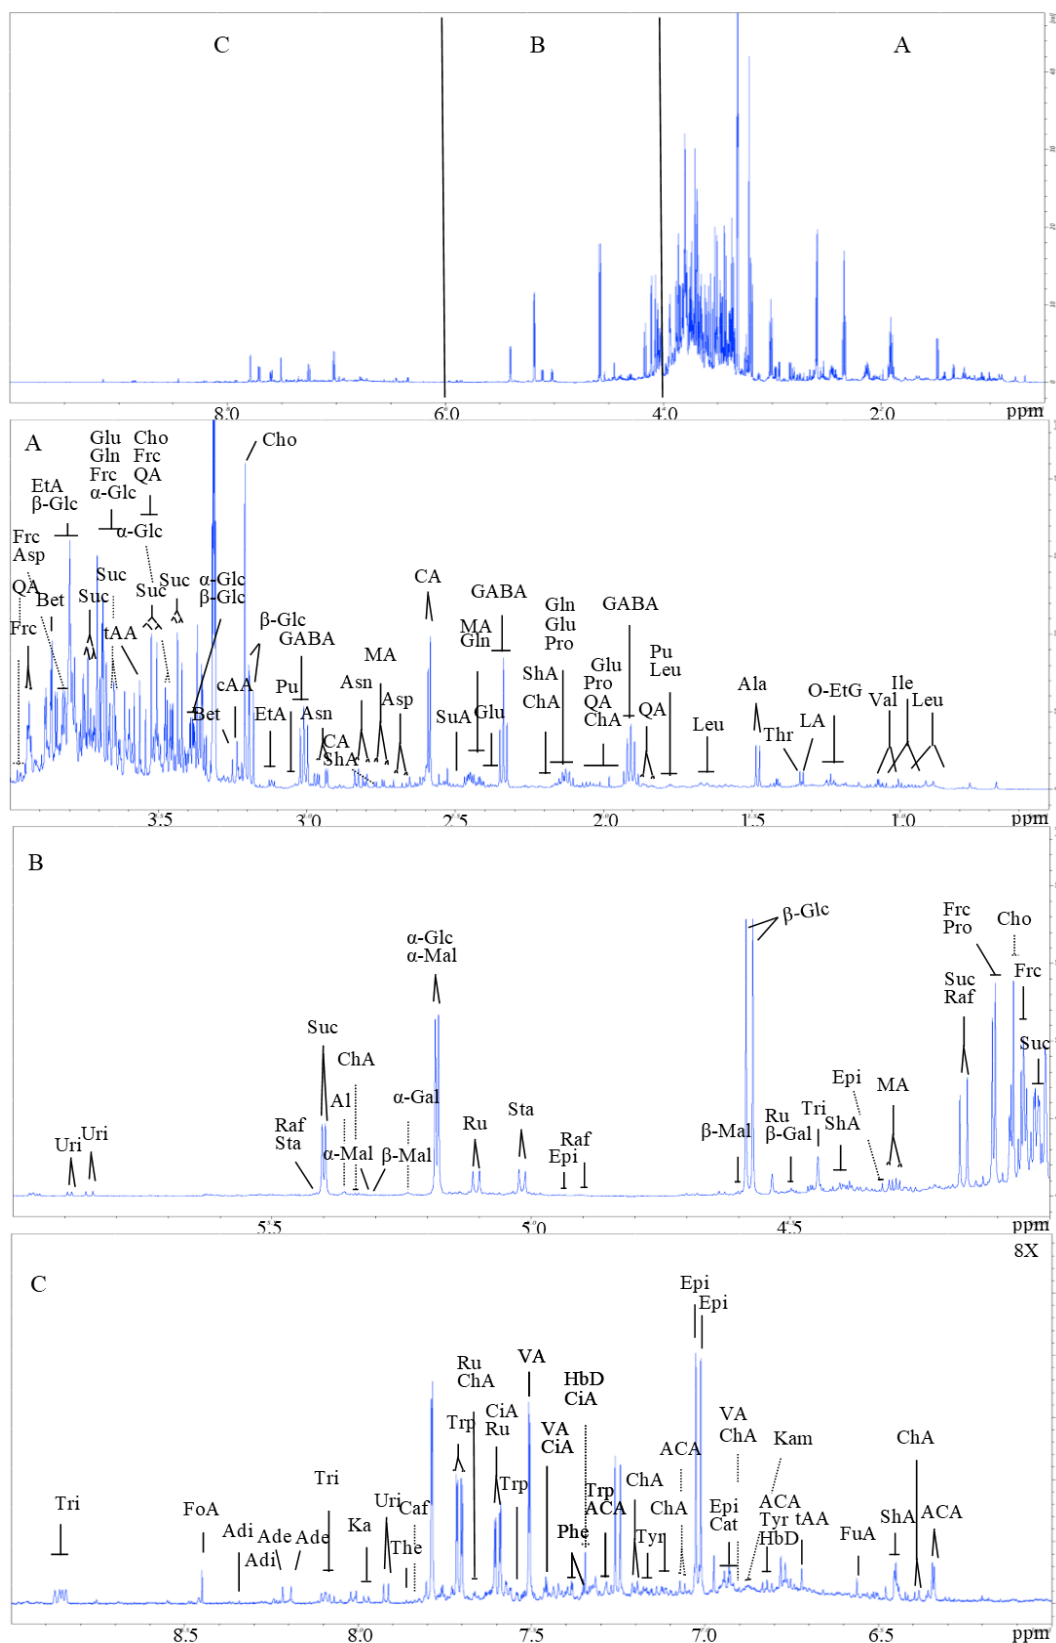 C
B
A
8.0
6.0
4.0
2.0
ppm
A
Glu
Gln
Frc
α-Glc
Cho
Frc
QA
α-Glc
Cho
EtA
β-Glc
Frc
Asp
QA
Frc
Bet
Suc
Suc
tAA
Suc
Suc
α-Glc
β-Glc
Bet
cAA
β-Glc
GABA
EtA
Pu
Asn
CA
ShA
Asn
MA
Asp
CA
SuA
MA
Gln
Glu
GABA
ShA
ChA
Gln
Glu
Pro
Glu
Pro
QA
ChA
GABA
QA
Pu
Leu
Leu
Ala
Thr
LA
O-EtG
Val
Ile
Leu
3.5
3.0
2.5
2.0
1.5
1.0
ppm
B
Uri
Uri
Raf
Sta
Suc
Al
ChA
α-Mal
β-Mal
α-Gal
α-Glc
α-Mal
Ru
Sta
Epi
Raf
β-Mal
β-Glc
Ru
β-Gal
Tri
ShA
Epi
MA
Suc
Raf
Frc
Pro
Cho
Frc
Suc
5.5
5.0
4.5
ppm
8X
C
Tri
FoA
Adi
Adi
Ade
Ade
Tri
Ka
Uri
The
Caf
Trp
Ru
ChA
CiA
Ru
Trp
VA
VA
CiA
HbD
CiA
Phe
Trp
ACA
ChA
Tyr
ChA
ACA
Epi
Epi
Epi
Cat
VA
ChA
Kam
ACA
Tyr
HbD
tAA
FuA
ShA
ChA
ACA
8.5
8.0
7.5
7.0
6.5
ppm